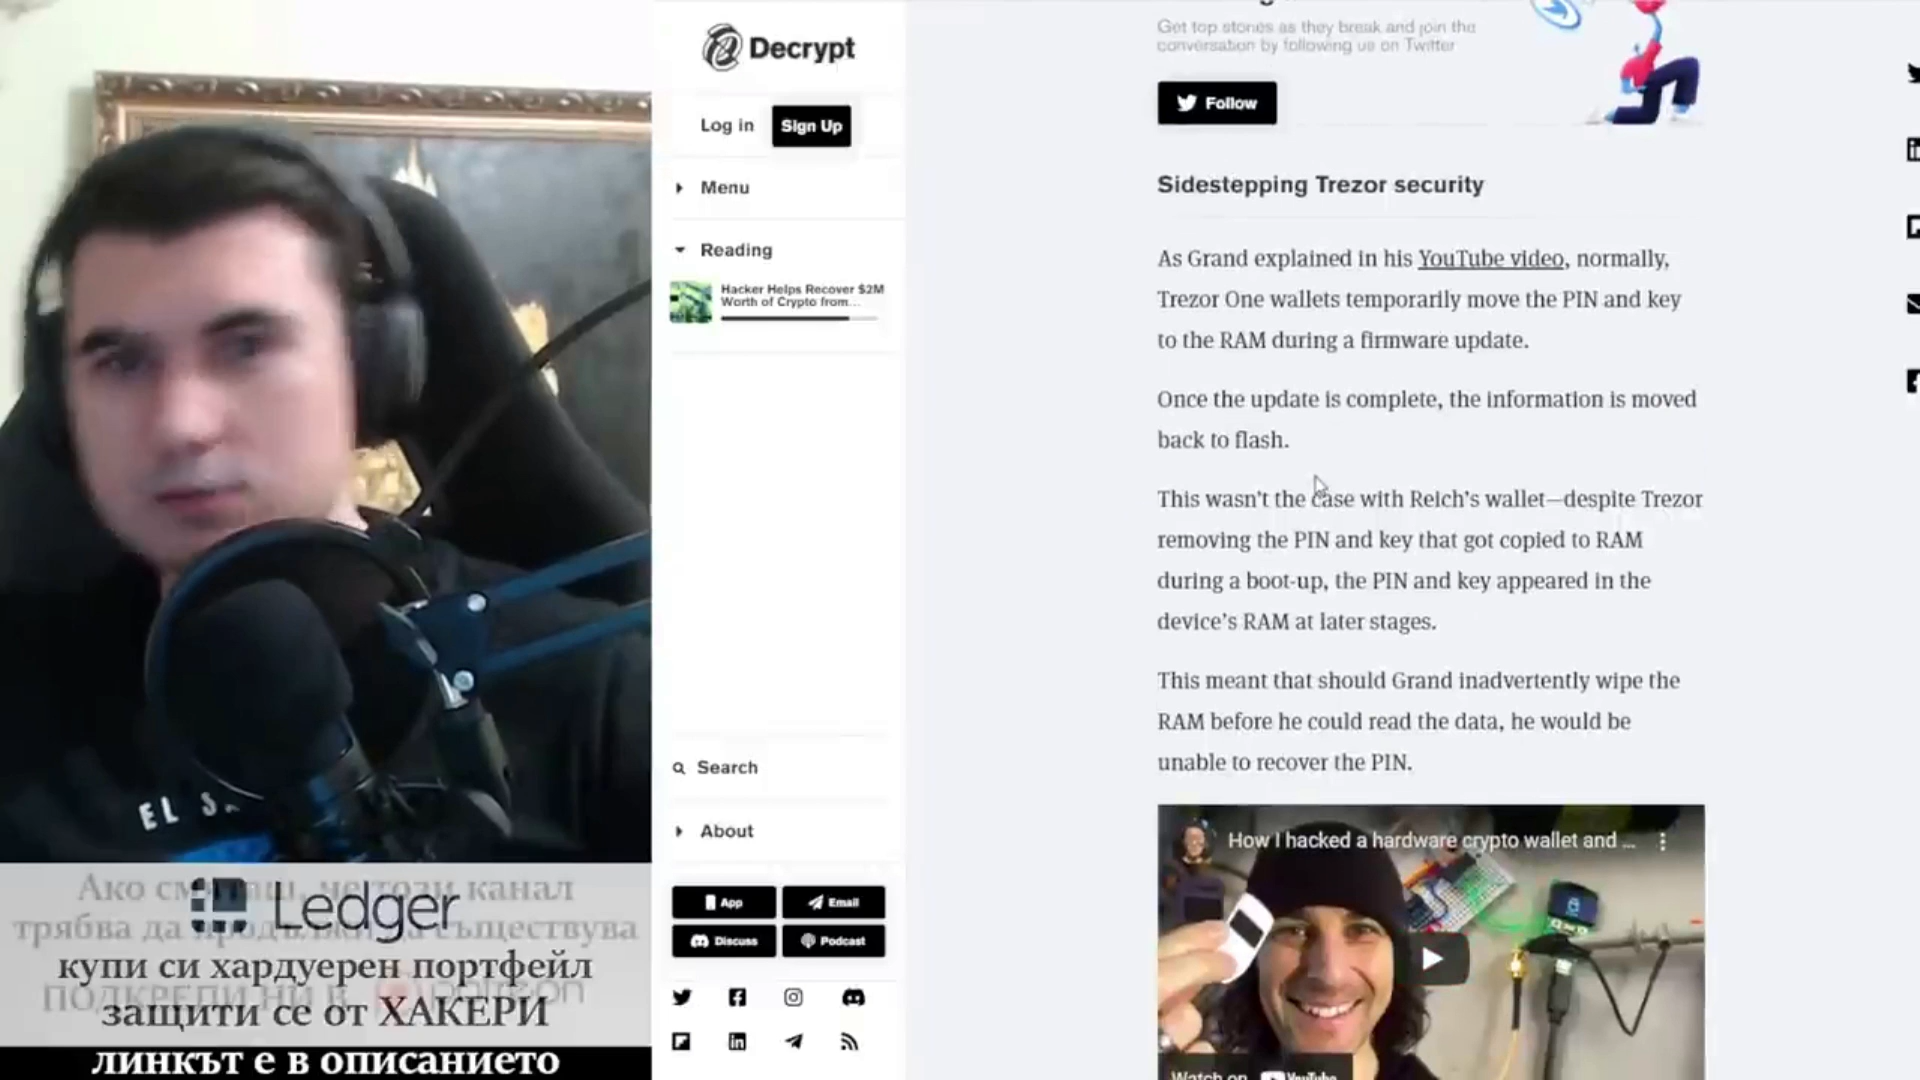 Decrypt
Log in
Sign Up
Menu
Reading
Hacker Helps Recover $2M
Worth of Crypto from...
Search
About
App
Email
Discuss
Podcast
Get top stories as they break and join the
conversation by following us on Twitter
Follow
Sidestepping Trezor security
As Grand explained in his YouTube video, normally,
Trezor One wallets temporarily move the PIN and key
to the RAM during a firmware update.
Once the update is complete, the information is moved
back to flash.
This wasn't the case with Reich's wallet—despite Trezor
removing the PIN and key that got copied to RAM
during a boot-up, the PIN and key appeared in the
device's RAM at later stages.
This meant that should Grand inadvertently wipe the
RAM before he could read the data, he would be
unable to recover the PIN.
How I hacked a hardware crypto wallet and ...
Watch on YouTube
EL
Ledger
Ако канал
трябва да съществува
купи си хардуерен портфейл
ПОДКРЕПИ НИ В
защити се от ХАКЕРИ
линкът е в описанието